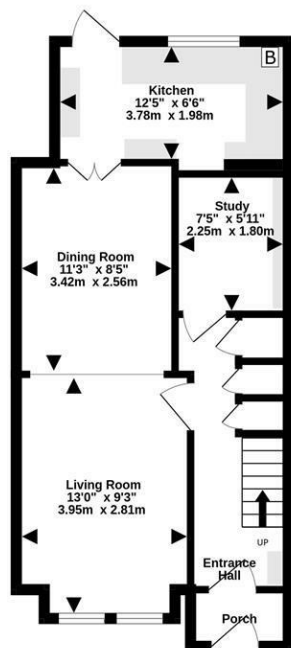 B
Kitchen
12'5" x 6'6"
3.78m x 1.98m
Study
7'5" x 5'11"
2.25m x 1.80m
Dining Room
11'3" x 8'5"
3.42m x 2.56m
Living Room
13'0" x 9'3"
3.95m x 2.81m
UP
Entrance
Hall
Porch